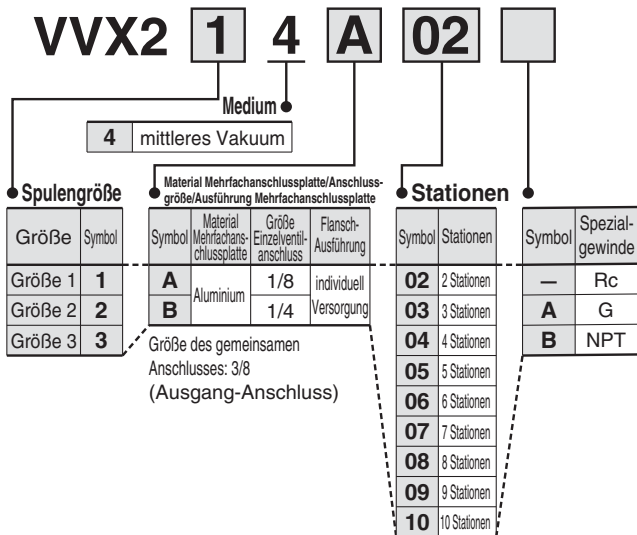 VVX2 1 4 A 02
Medium
4 mittleres Vakuum
Spulengröße
Größe Symbol
Größe 1 1
Größe 2 2
Größe 3 3
Material Mehrfachanschlussplatte/Anschluss-
größe/Ausführung Mehrfachanschlussplatte
Symbol Material Mehrfachans-chlussplatte Größe Einzelventil-anschluss Flansch-Ausführung
A Aluminium 1/8 individuell Versorgung
B 1/4
Größe des gemeinsamen
Anschlusses: 3/8
(Ausgang-Anschluss)
Stationen
Symbol Stationen
02 2 Stationen
03 3 Stationen
04 4 Stationen
05 5 Stationen
06 6 Stationen
07 7 Stationen
08 8 Stationen
09 9 Stationen
10 10 Stationen
Symbol Spezial-gewinde
— Rc
A G
B NPT